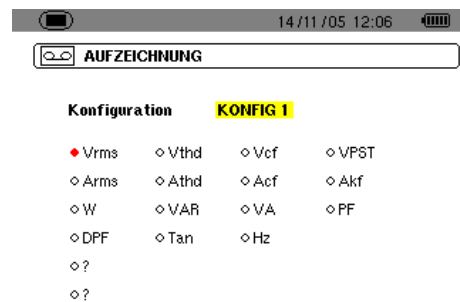 14/11/05 12:06
AUFZEICHNUNG
Konfiguration KONFIG 1
Vrms Vthd Vcf VPST
Arms Athd Acf Akf
W VAR VA PF
DPF Tan Hz
?
?